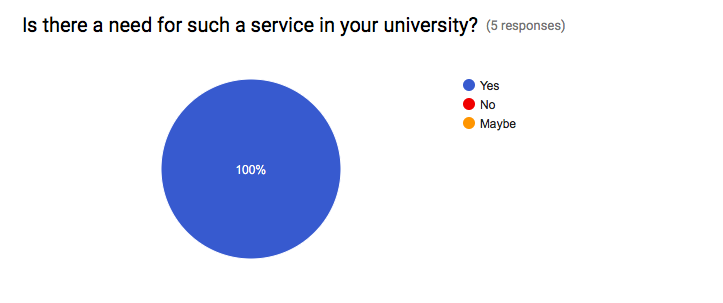 Is there a need for such a service in your university? (5 responses)
Yes
No
Maybe
100%